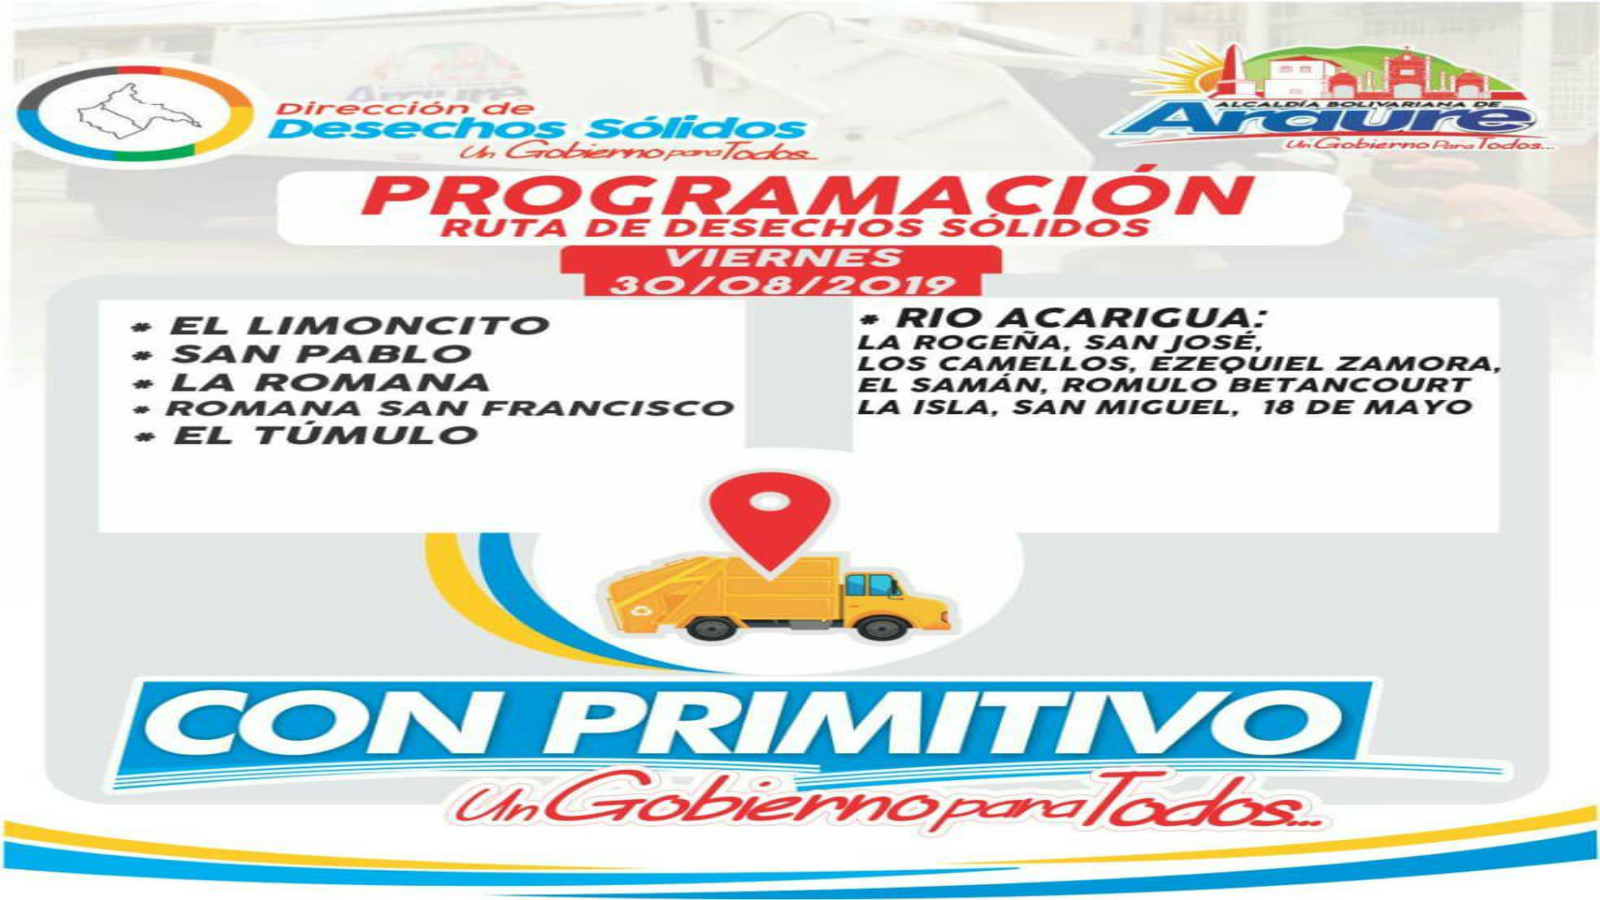 Dirección de
Desechos Sólidos
Un Gobierno para Todos...
ALCALDÍA BOLIVARIANA DE
Araure
Un Gobierno Para Todos...
PROGRAMACIÓN
RUTA DE DESECHOS SÓLIDOS
VIERNES
30/08/2019
* EL LIMONCITO
* SAN PABLO
* LA ROMANA
* ROMANA SAN FRANCISCO
* EL TÚMULO
* RIO ACARIGUA:
LA ROGEÑA, SAN JOSÉ,
LOS CAMELLOS, EZEQUIEL ZAMORA,
EL SAMÁN, ROMULO BETANCOURT
LA ISLA, SAN MIGUEL, 18 DE MAYO
CON PRIMITIVO
Un Gobierno para Todos...